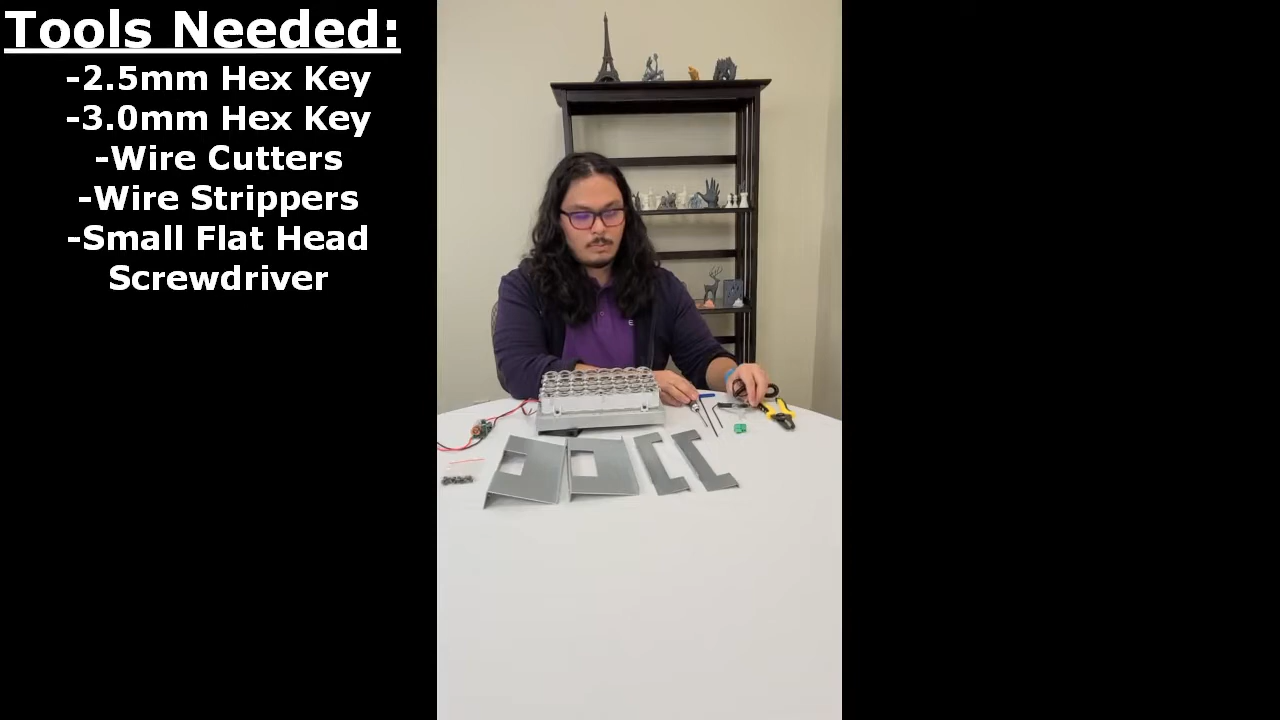 Tools Needed:
-2.5mm Hex Key
-3.0mm Hex Key
-Wire Cutters
-Wire Strippers
-Small Flat Head
Screwdriver